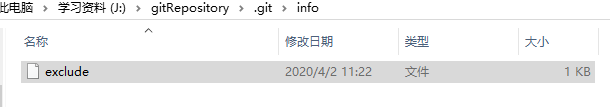 此电脑 › 学习资料 (J:) › gitRepository › .git › info
名称 修改日期 类型 大小
exclude 2020/4/2 11:22 文件 1 KB